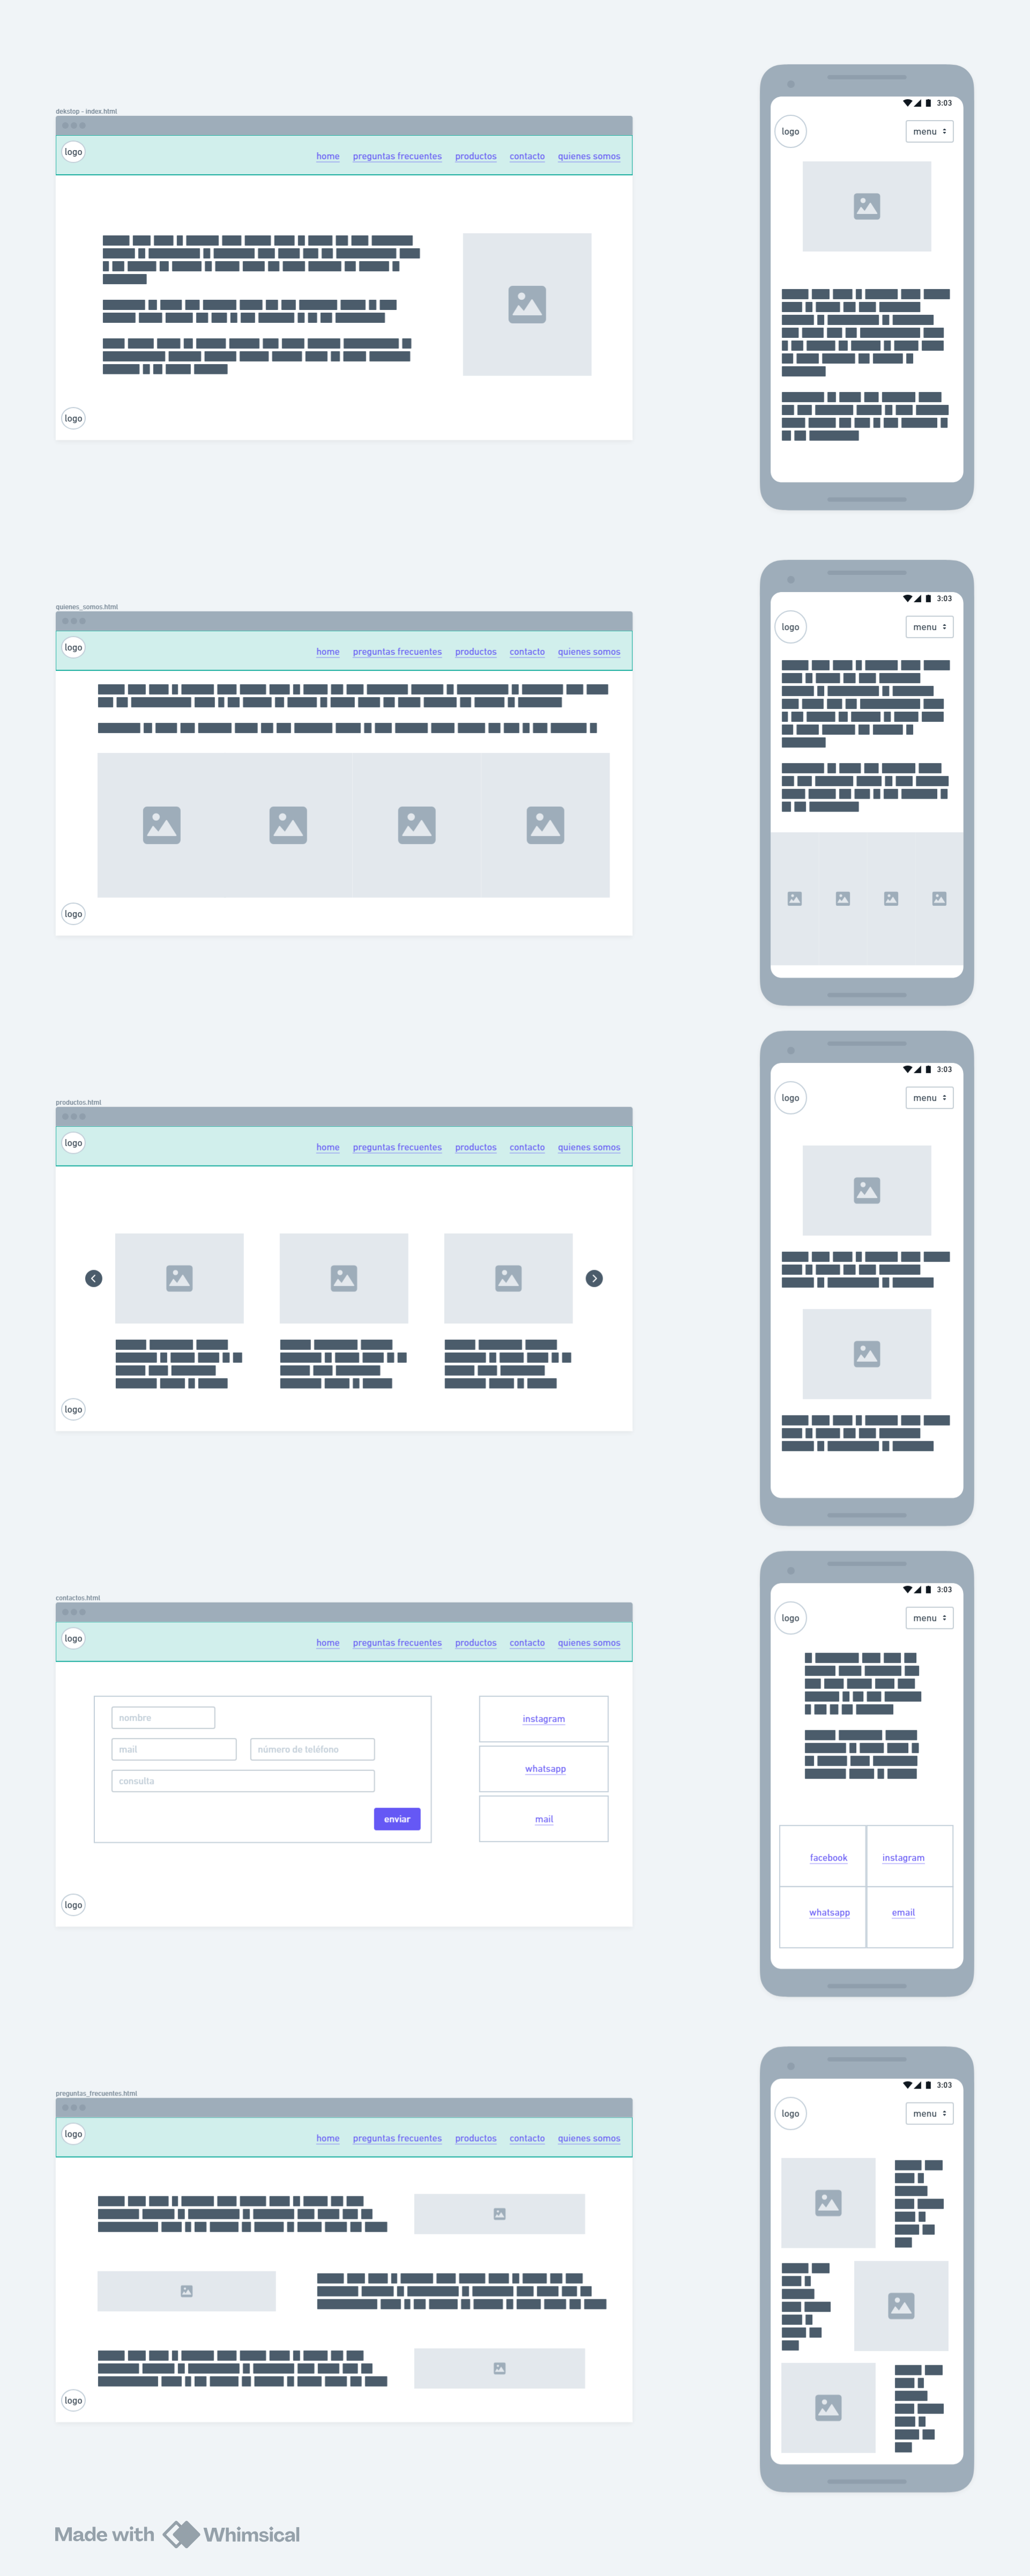 dekstop - index.html
logo
home preguntas frecuentes productos contacto quienes somos
logo
3:03
logo menu
quienes_somos.html
logo
home preguntas frecuentes productos contacto quienes somos
logo
3:03
logo menu
productos.html
logo
home preguntas frecuentes productos contacto quienes somos
logo
3:03
logo menu
contactos.html
logo
home preguntas frecuentes productos contacto quienes somos
nombre
mail número de teléfono
consulta
enviar
instagram
whatsapp
mail
logo
3:03
logo menu
facebook instagram
whatsapp email
preguntas_frecuentes.html
logo
home preguntas frecuentes productos contacto quienes somos
logo
3:03
logo menu
Made with Whimsical